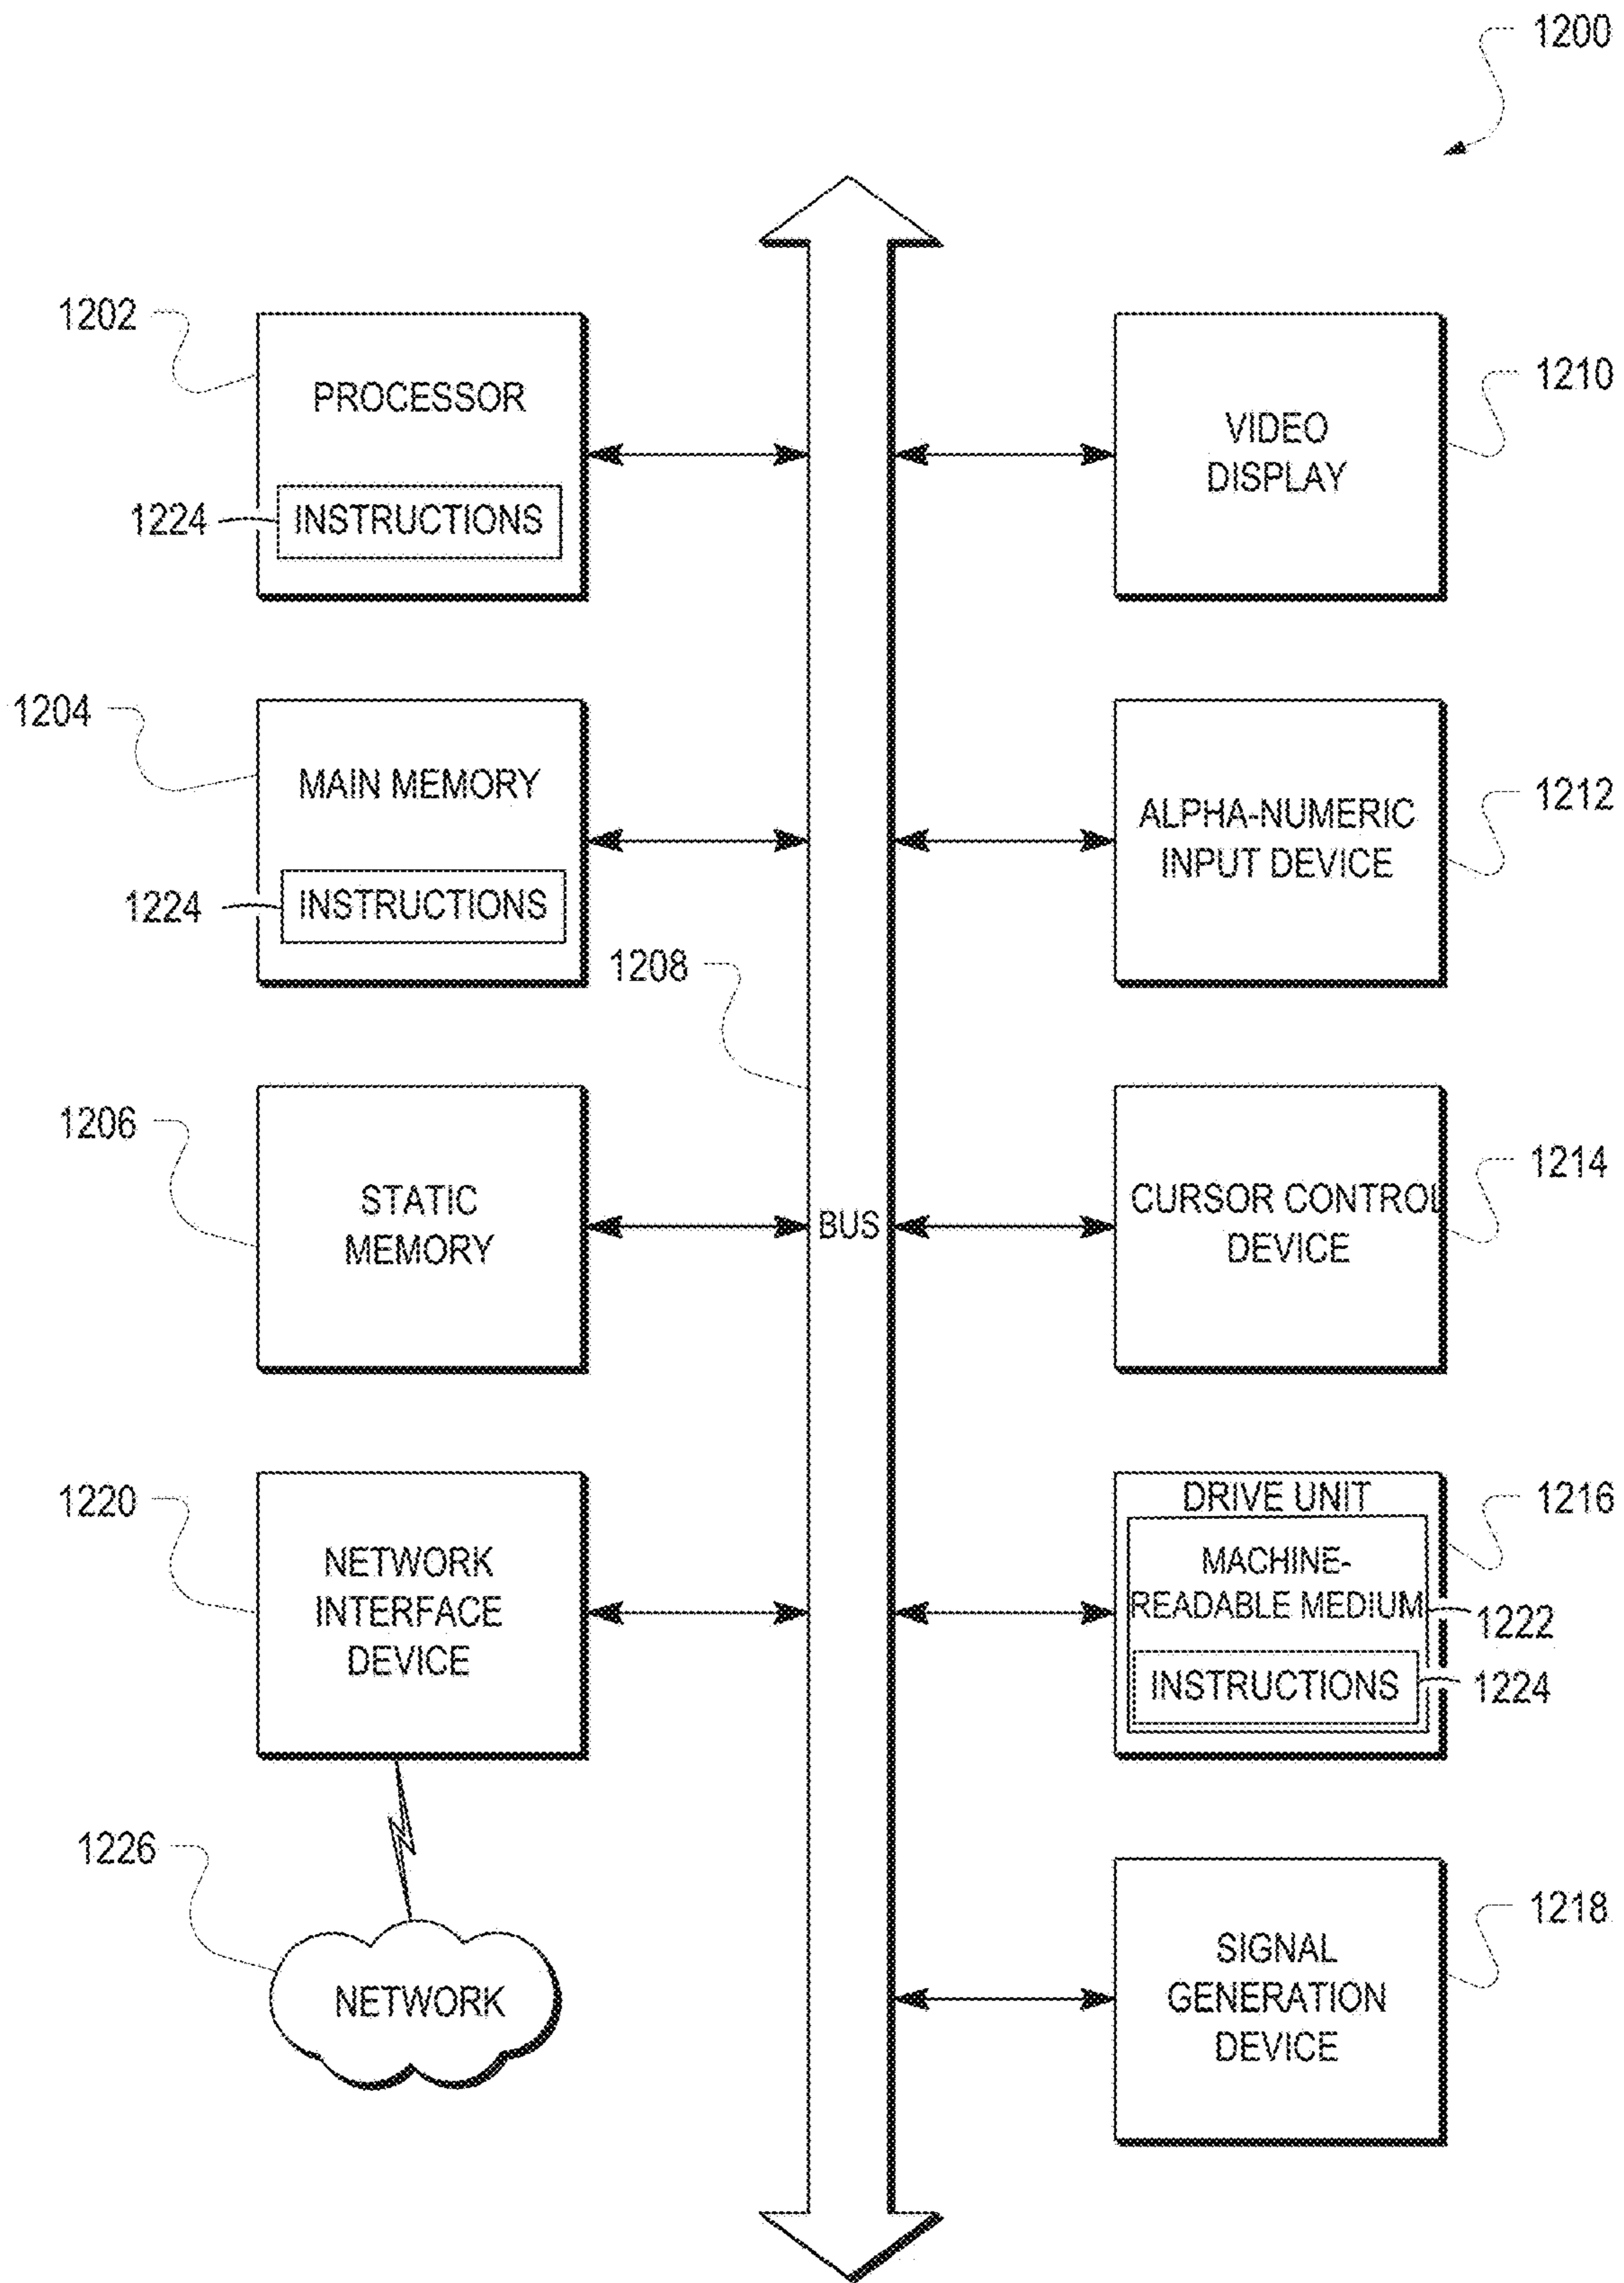 1200
1202
PROCESSOR
1224
INSTRUCTIONS
1210
VIDEO
DISPLAY
1204
MAIN MEMORY
1224
INSTRUCTIONS
1212
ALPHA-NUMERIC
INPUT DEVICE
1208
1206
STATIC
MEMORY
BUS
1214
CURSOR CONTROL
DEVICE
1220
NETWORK
INTERFACE
DEVICE
DRIVE UNIT
1216
MACHINE-
READABLE MEDIUM
1222
INSTRUCTIONS
1224
1226
NETWORK
1218
SIGNAL
GENERATION
DEVICE